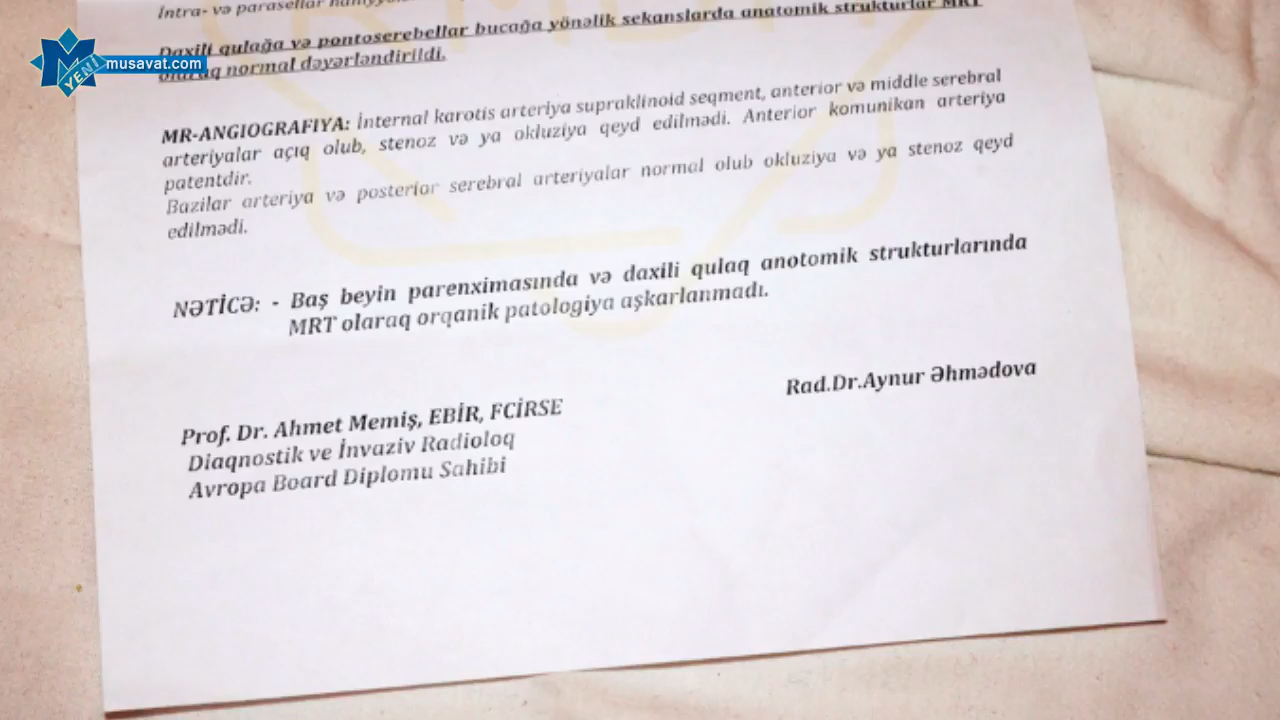 İntra- və parasellar
Daxili qulağa və pontoserebellar bucağa yönəlik sekanslarda anatomik strukturlar MRT
olaraq normal dəyərləndirildi.
YENİ
musavat.com
MR-ANGIOGRAFIYA: İnternal karotis arteriya supraklinoid seqment, anterior və middle serebral
arteriyalar açıq olub, stenoz və ya okluziya qeyd edilmədi. Anterior komunikan arteriya
patentdir.
Bazilar arteriya və posterior serebral arteriyalar normal olub okluziya və ya stenoz qeyd
edilmədi.
NƏTİCƏ: - Baş beyin parenximasında və daxili qulaq anotomik strukturlarında
MRT olaraq orqanik patologiya aşkarlanmadı.
Rad.Dr.Aynur Əhmədova
Prof. Dr. Ahmet Memiş, EBİR, FCİRSE
Diaqnostik ve İnvaziv Radioloq
Avropa Board Diplomu Sahibi